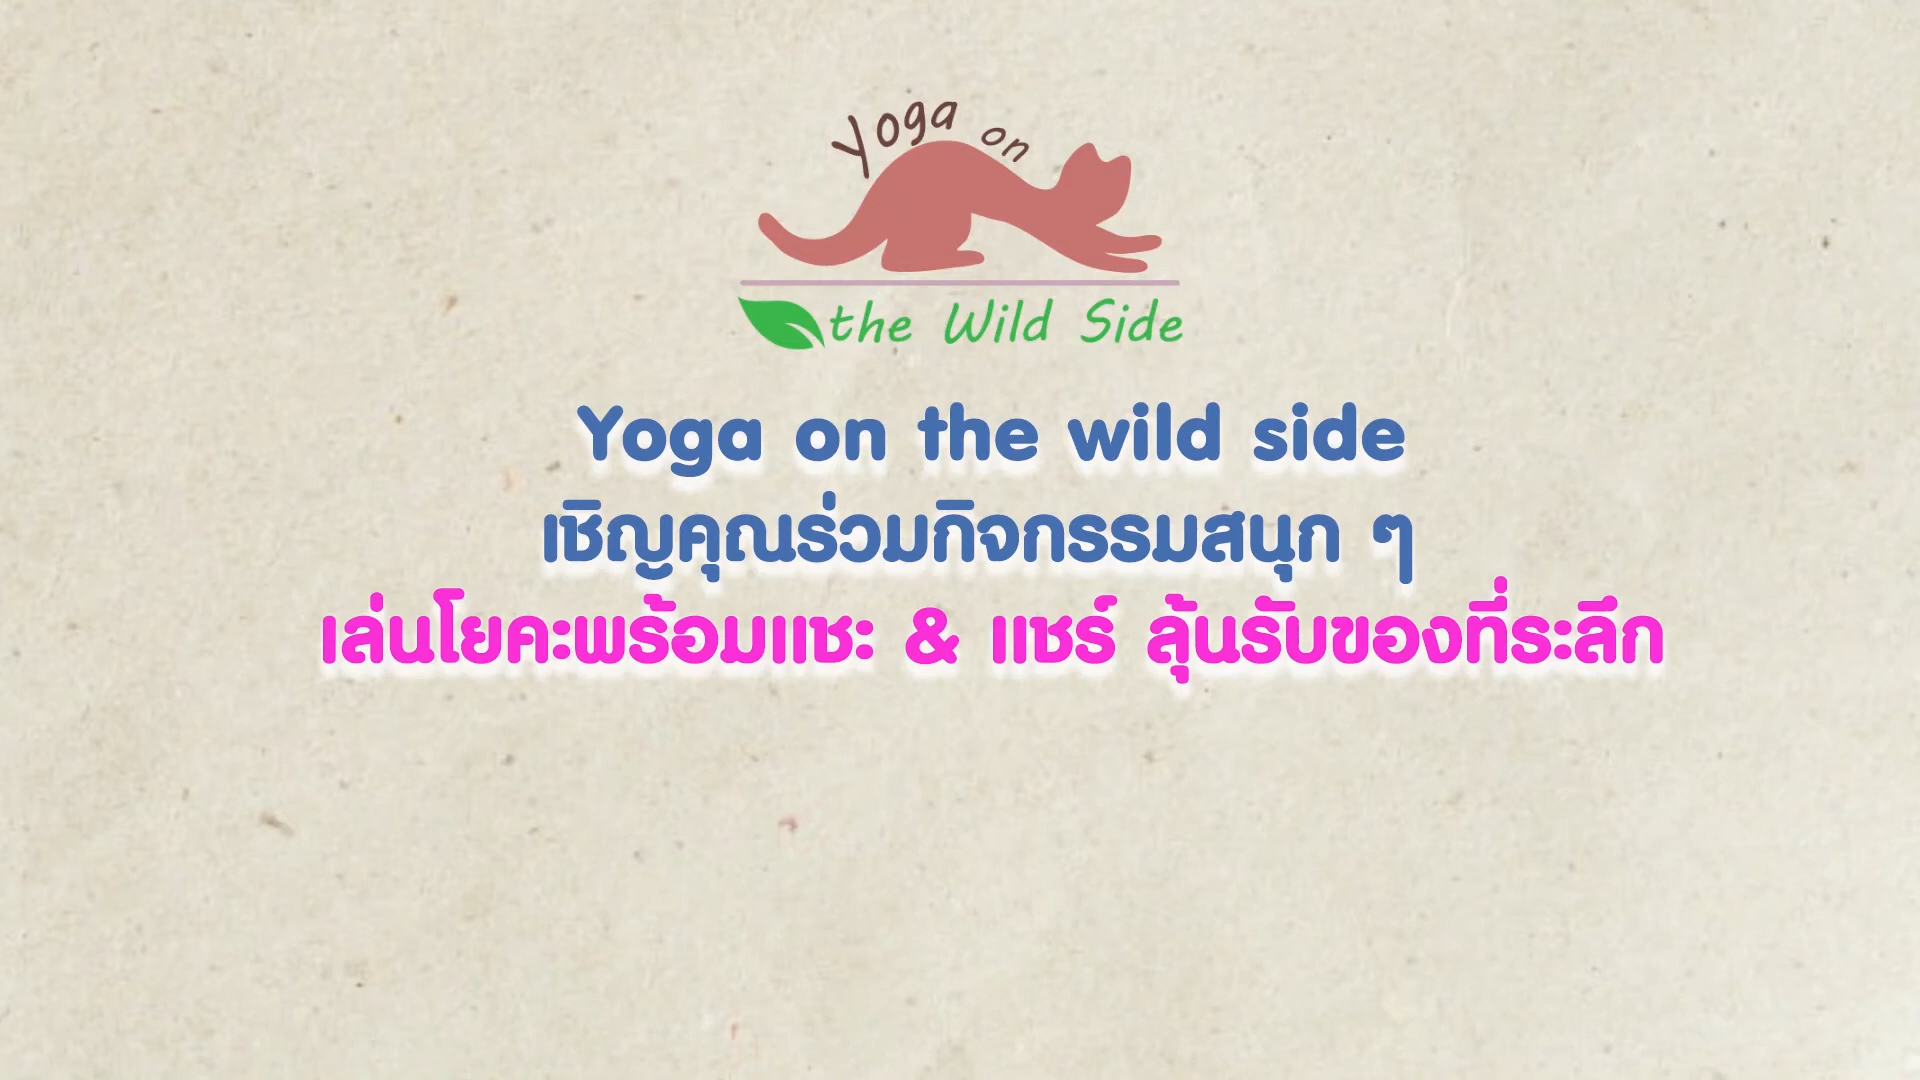 Yoga on
the Wild Side
Yoga on the wild side
เชิญคุณร่วมกิจกรรมสนุก ๆ
เล่นโยคะพร้อมแชะ & แชร์ ลุ้นรับของที่ระลึก